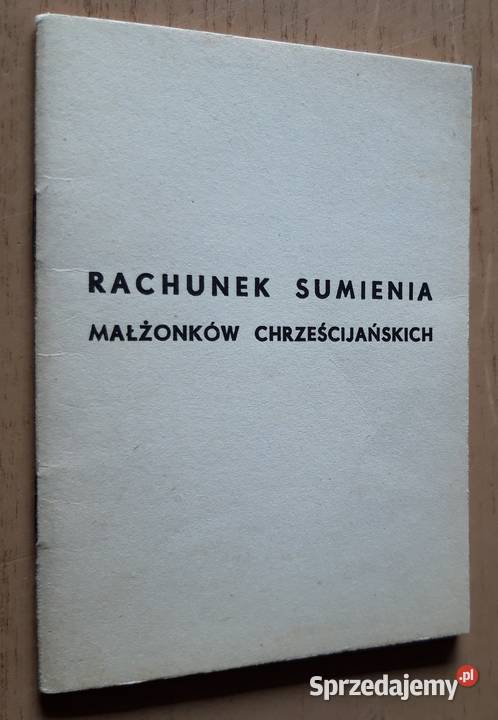 RACHUNEK SUMIENIA
MAŁŻONKÓW CHRZEŚCIJAŃSKICH
Sprzedajemy.pl